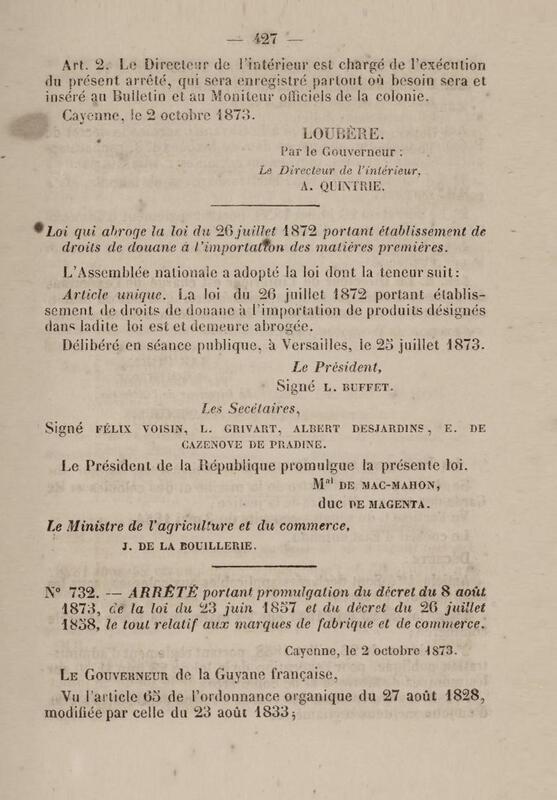 — 427 —
Art. 2. Le Directeur de l'intérieur est chargé de l'exécution
du présent arrêté, qui sera enregistré partout où besoin sera et
inséré au Bulletin et au Moniteur officiels de la colonie.
Cayenne, le 2 octobre 1873.
LOUBÈRE.
Par le Gouverneur :
Le Directeur de l'intérieur,
A. QUINTRIE.
Loi qui abroge la loi du 26 juillet 1872 portant établissement de
droits de douane à l'importation des matières premières.
L'Assemblée nationale a adopté la loi dont la teneur suit :
Article unique. La loi du 26 juillet 1872 portant établis-
sement de droits de douane à l'importation de produits désignés
dans ladite loi est et demeure abrogée.
Délibéré en séance publique, à Versailles, le 25 juillet 1873.
Le Président,
Signé L. BUFFET.
Les Secétaires,
Signé FÉLIX VOISIN, L. GRIVART, ALBERT DESJARDINS, E. DE
CAZENOVE DE PRADINE.
Le Président de la République promulgue la présente loi.
Mal DE MAC-MAHON,
duc DE MAGENTA.
Le Ministre de l'agriculture et du commerce,
J. DE LA BOUILLERIE.
N° 732. — ARRÊTÉ portant promulgation du décret du 8 août
1873, de la loi du 23 juin 1857 et du décret du 26 juillet
1858, le tout relatif aux marques de fabrique et de commerce.
Cayenne, le 2 octobre 1873.
LE GOUVERNEUR de la Guyane française,
Vu l'article 65 de l'ordonnance organique du 27 août 1828,
modifiée par celle du 23 août 1833;